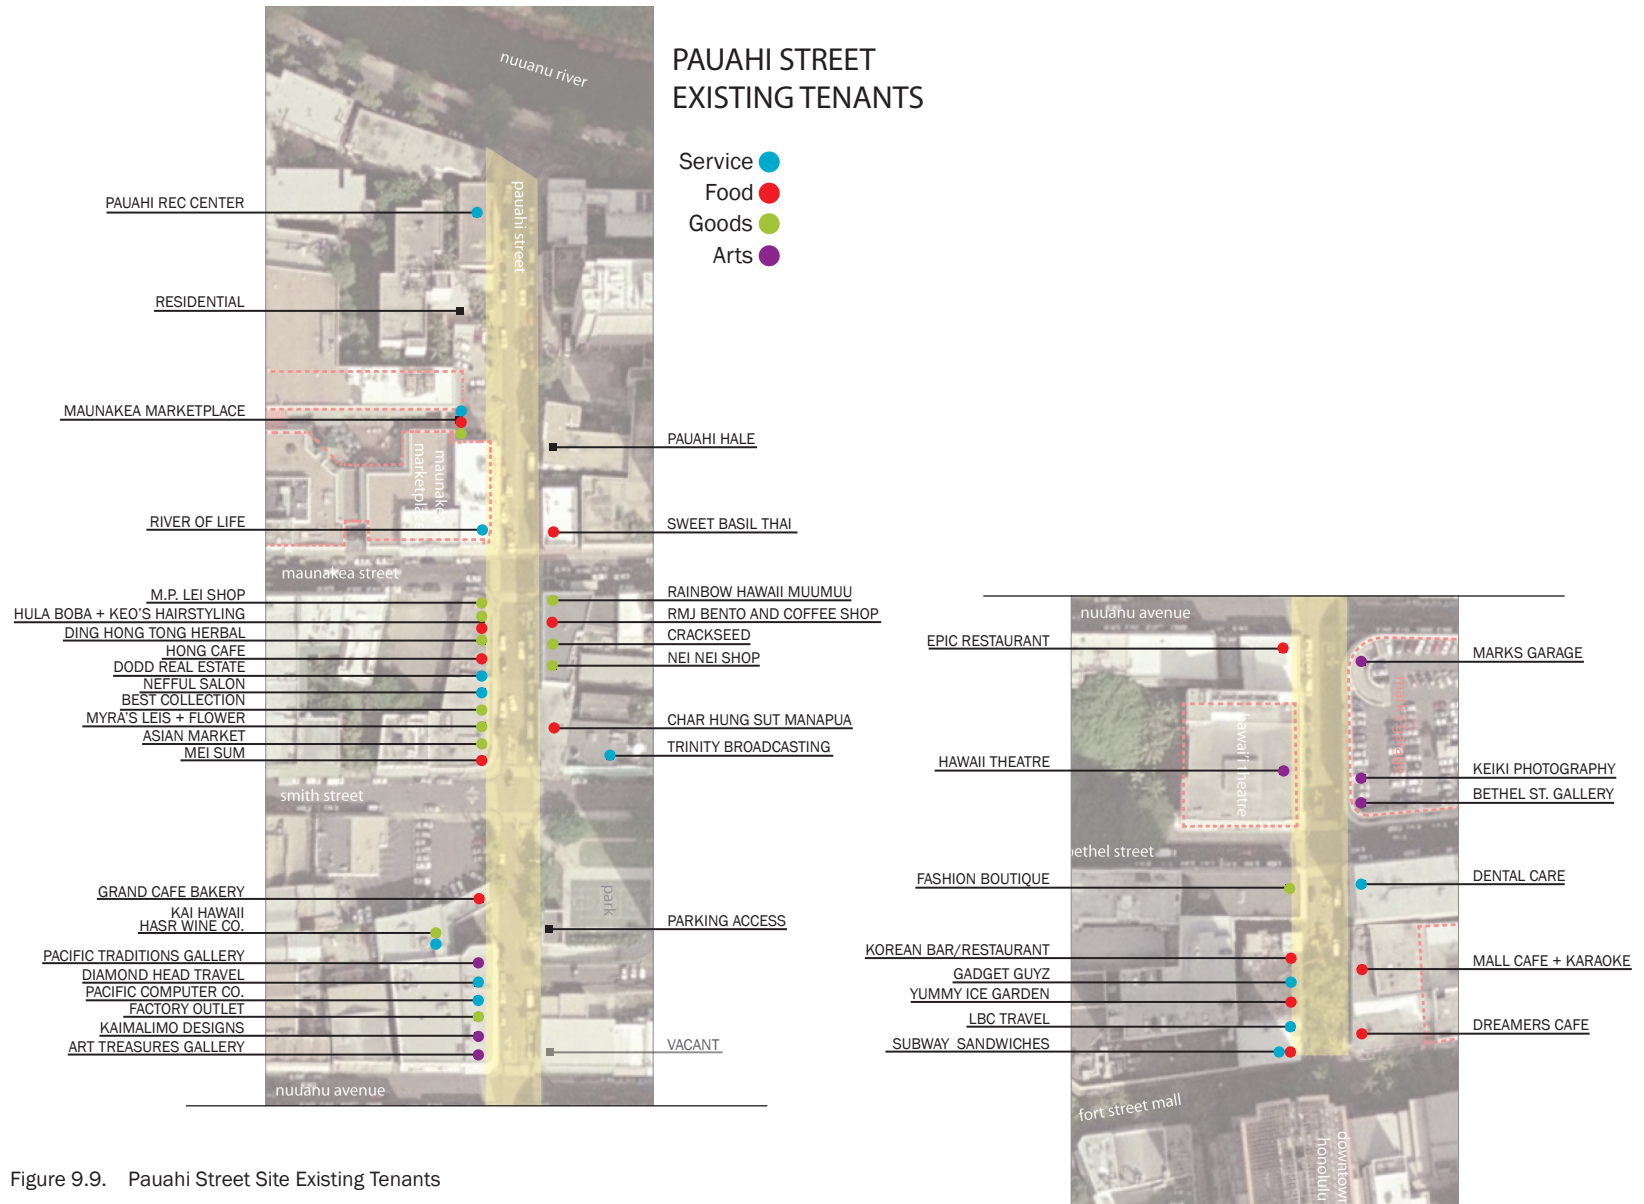 PAUAHI STREET
EXISTING TENANTS
Service
Food
Goods
Arts
nuuanu river
pauahi street
PAUAHI REC CENTER
RESIDENTIAL
MAUNAKEA MARKETPLACE
RIVER OF LIFE
maunakea street
M.P. LEI SHOP
HULA BOBA + KEO'S HAIRSTYLING
DING HONG TONG HERBAL
HONG CAFE
DODD REAL ESTATE
NEFFUL SALON
BEST COLLECTION
MYRA'S LEIS + FLOWER
ASIAN MARKET
MEI SUM
smith street
GRAND CAFE BAKERY
KAI HAWAII
HASR WINE CO.
PACIFIC TRADITIONS GALLERY
DIAMOND HEAD TRAVEL
PACIFIC COMPUTER CO.
FACTORY OUTLET
KAIMALIMO DESIGNS
ART TREASURES GALLERY
nuuanu avenue
PAUAHI HALE
SWEET BASIL THAI
RAINBOW HAWAII MUUMUU
RMJ BENTO AND COFFEE SHOP
CRACKSEED
NEI NEI SHOP
CHAR HUNG SUT MANAPUA
TRINITY BROADCASTING
park
PARKING ACCESS
VACANT
nuuanu avenue
EPIC RESTAURANT
HAWAII THEATRE
hawai'i theatre
ethel street
FASHION BOUTIQUE
KOREAN BAR/RESTAURANT
GADGET GUYZ
YUMMY ICE GARDEN
LBC TRAVEL
SUBWAY SANDWICHES
fort street mall
downtown
honolulu
MARKS GARAGE
KEIKI PHOTOGRAPHY
BETHEL ST. GALLERY
DENTAL CARE
MALL CAFE + KARAOKE
DREAMERS CAFE
Figure 9.9. Pauahi Street Site Existing Tenants